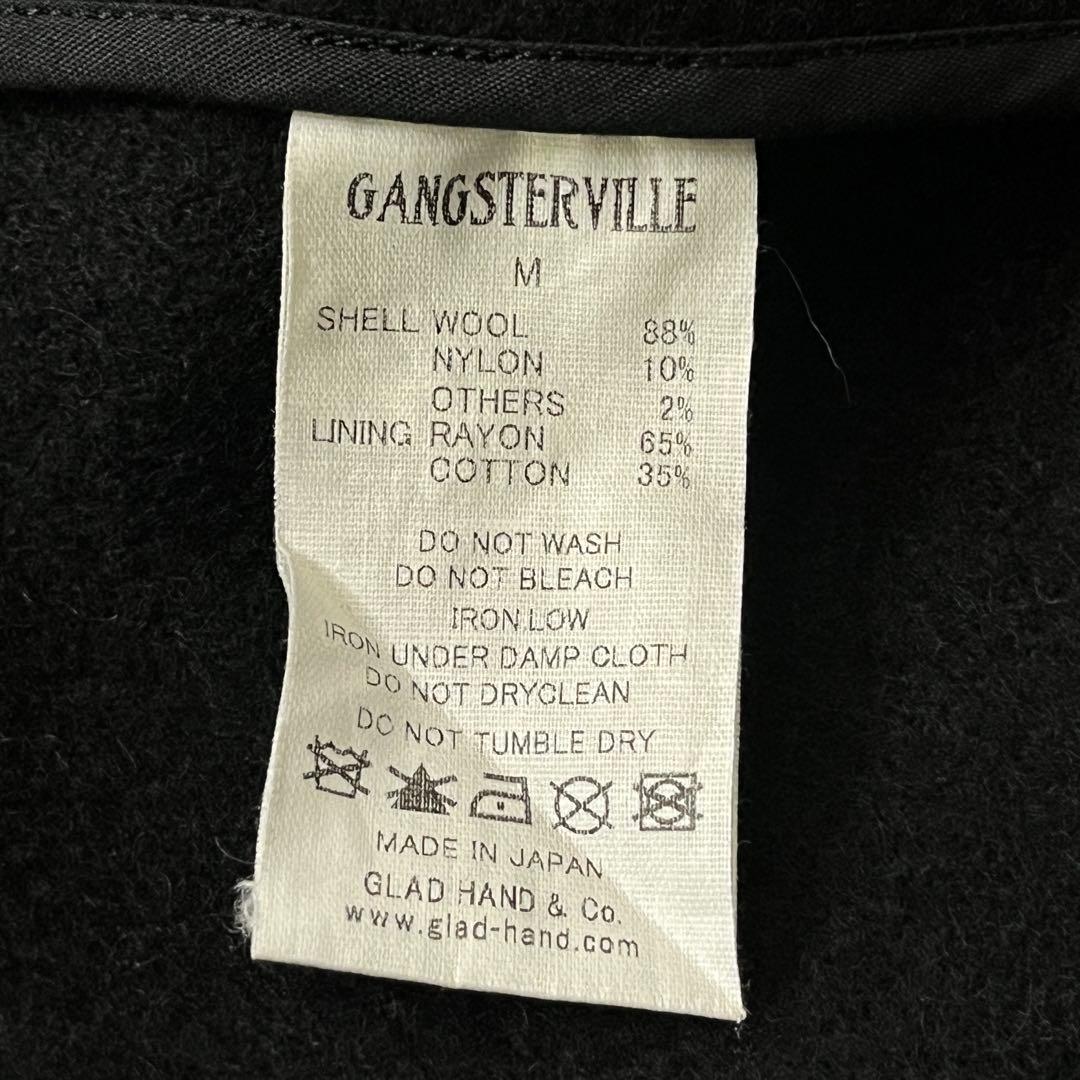 GANGSTERVILLE
M
SHELL WOOL 88%
NYLON 10%
OTHERS 2%
LINING RAYON 65%
COTTON 35%
DO NOT WASH
DO NOT BLEACH
IRON LOW
IRON UNDER DAMP CLOTH
DO NOT DRYCLEAN
DO NOT TUMBLE DRY
MADE IN JAPAN
GLAD HAND & Co.
www.glad-hand.com